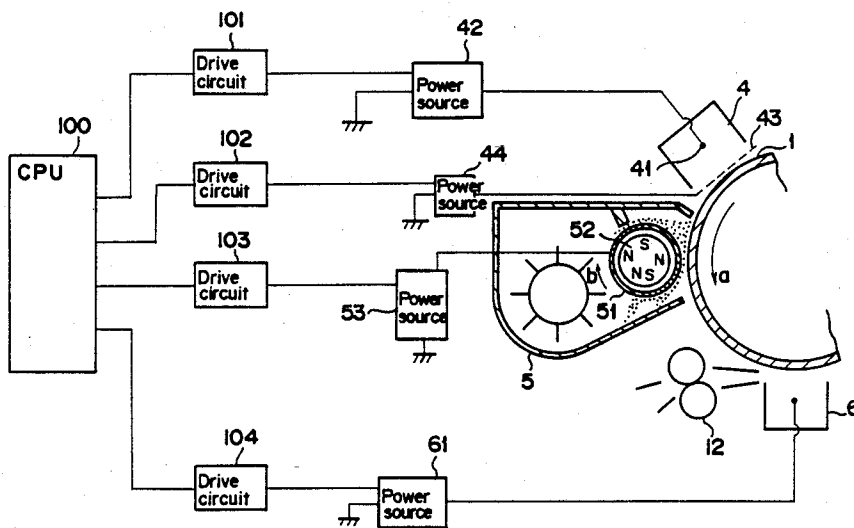 101
Drive circuit
42
Power source
4
43
1
41
100
CPU
102
Drive circuit
44
Power source
52
S
N
N
N
S
b
51
a
103
Drive circuit
53
Power source
5
12
6
104
Drive circuit
61
Power source